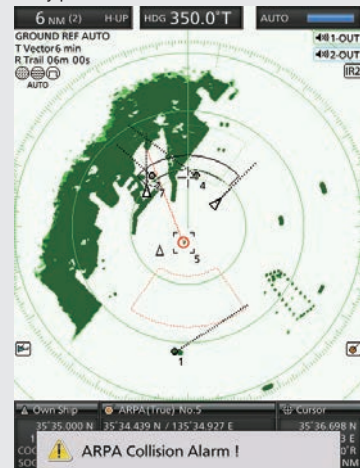 6 NM (2) H-UP HDG 350.0°T AUTO
GROUND REF AUTO
T Vector 6 min
R Trail 06m 00s
AUTO
1-OUT
2-OUT
IR2
7
4
5
1
Own Ship ARPA(True) No.5 Cursor
35°35.000 N 35°34.439 N / 135°34.927 E 35°36.698 N
ARPA Collision Alarm !